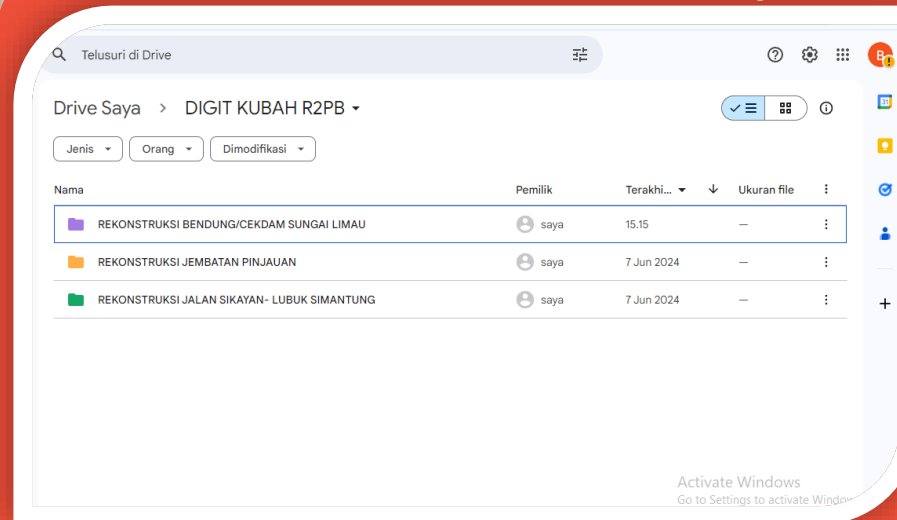 Telusuri di Drive
B
Drive Saya > DIGIT KUBAH R2PB
31
Jenis Orang Dimodifikasi
Nama Pemilik Terakhi... Ukuran file
REKONSTRUKSI BENDUNG/CEKDAM SUNGAI LIMAU saya 15.15 —
REKONSTRUKSI JEMBATAN PINJAUAN saya 7 Jun 2024 —
REKONSTRUKSI JALAN SIKAYAN- LUBUK SIMANTUNG saya 7 Jun 2024 —
Activate Windows
Go to Settings to activate Window